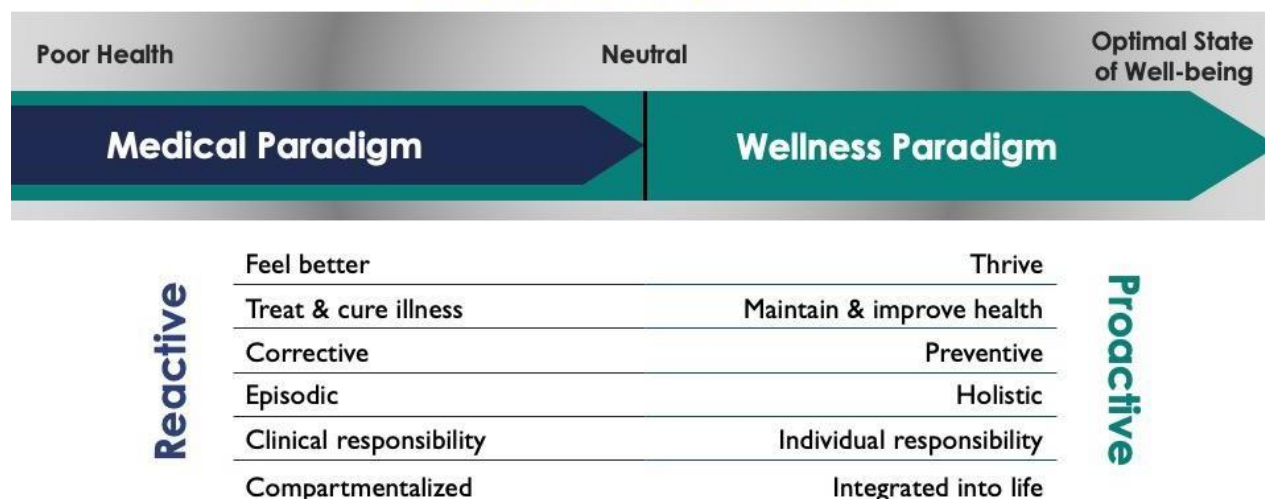 Poor Health
Neutral
Optimal State
of Well-being
Medical Paradigm
Wellness Paradigm
Reactive
Proactive
Feel better
Thrive
Treat & cure illness
Maintain & improve health
Corrective
Preventive
Episodic
Holistic
Clinical responsibility
Individual responsibility
Compartmentalized
Integrated into life